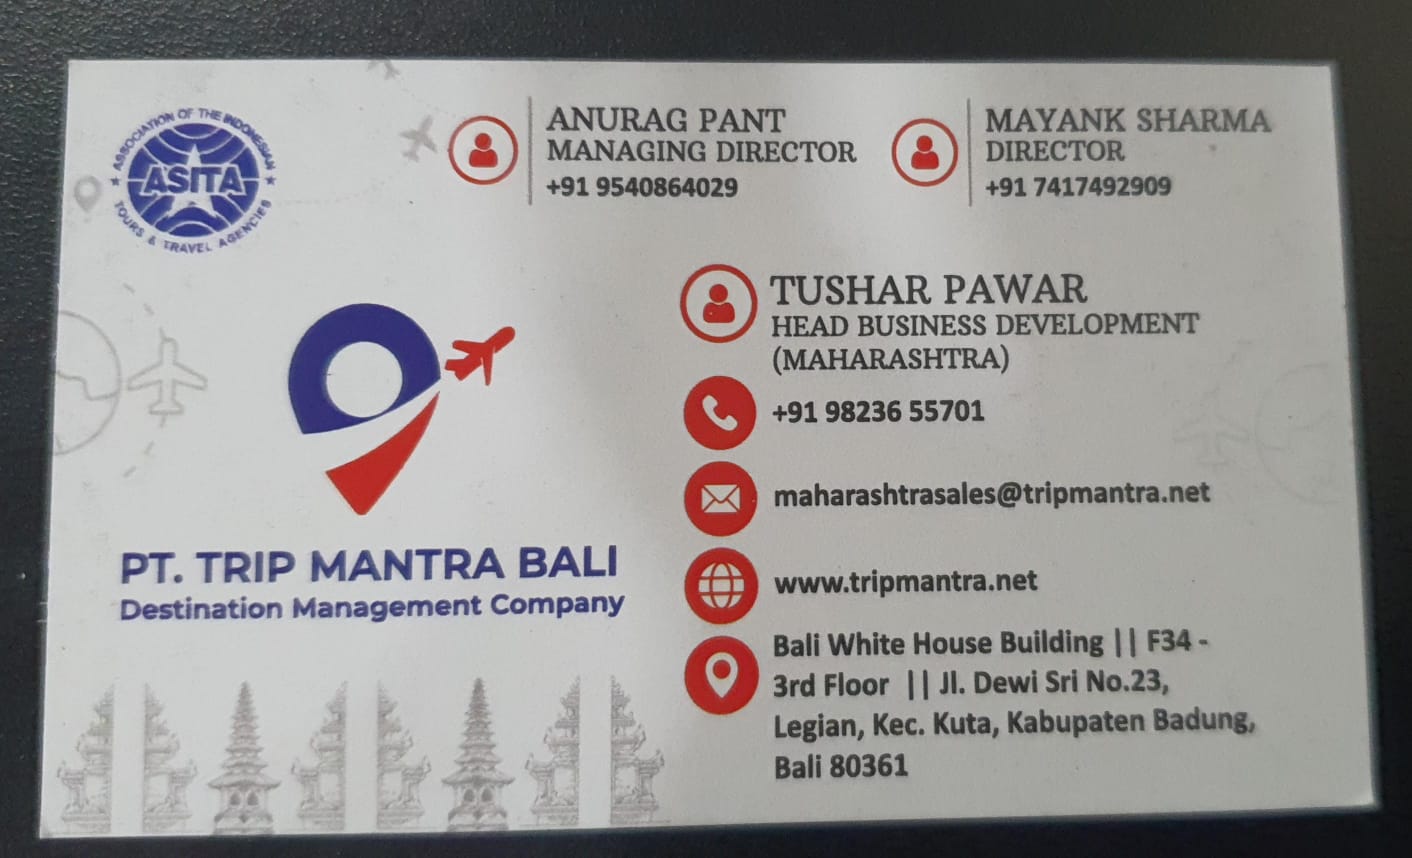 ASSOCIATION OF THE INDONESIAN
ASITA
TOURS & TRAVEL AGENCIES
ANURAG PANT
MANAGING DIRECTOR
+91 9540864029
MAYANK SHARMA
DIRECTOR
+91 7417492909
TUSHAR PAWAR
HEAD BUSINESS DEVELOPMENT
(MAHARASHTRA)
+91 98236 55701
maharashtrasales@tripmantra.net
www.tripmantra.net
Bali White House Building || F34 -
3rd Floor || Jl. Dewi Sri No.23,
Legian, Kec. Kuta, Kabupaten Badung,
Bali 80361
PT. TRIP MANTRA BALI
Destination Management Company